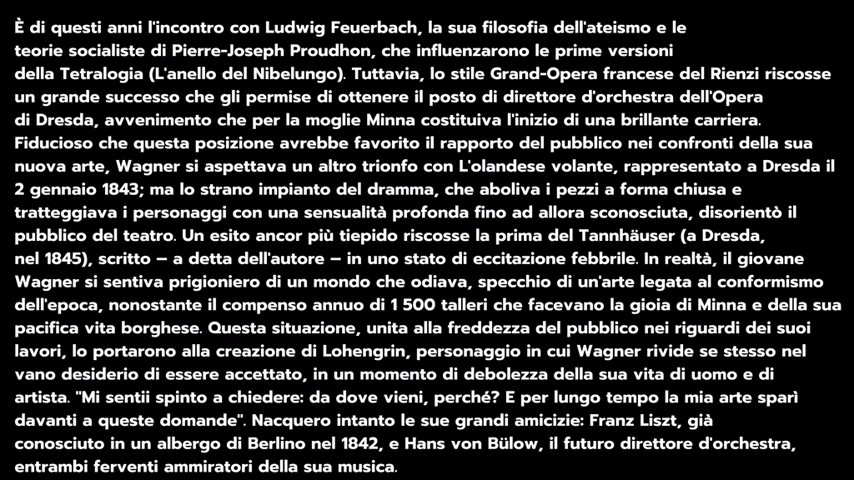 È di questi anni l'incontro con Ludwig Feuerbach, la sua filosofia dell'ateismo e le
teorie socialiste di Pierre-Joseph Proudhon, che influenzarono le prime versioni
della Tetralogia (L'anello del Nibelungo). Tuttavia, lo stile Grand-Opera francese del Rienzi riscosse
un grande successo che gli permise di ottenere il posto di direttore d'orchestra dell'Opera
di Dresda, avvenimento che per la moglie Minna costituiva l'inizio di una brillante carriera.
Fiducioso che questa posizione avrebbe favorito il rapporto del pubblico nei confronti della sua
nuova arte, Wagner si aspettava un altro trionfo con L'olandese volante, rappresentato a Dresda il
2 gennaio 1843; ma lo strano impianto del dramma, che aboliva i pezzi a forma chiusa e
tratteggiava i personaggi con una sensualità profonda fino ad allora sconosciuta, disorientò il
pubblico del teatro. Un esito ancor più tiepido riscosse la prima del Tannhäuser (a Dresda,
nel 1845), scritto – a detta dell'autore – in uno stato di eccitazione febbrile. In realtà, il giovane
Wagner si sentiva prigioniero di un mondo che odiava, specchio di un'arte legata al conformismo
dell'epoca, nonostante il compenso annuo di 1 500 talleri che facevano la gioia di Minna e della sua
pacifica vita borghese. Questa situazione, unita alla freddezza del pubblico nei riguardi dei suoi
lavori, lo portarono alla creazione di Lohengrin, personaggio in cui Wagner rivide se stesso nel
vano desiderio di essere accettato, in un momento di debolezza della sua vita di uomo e di
artista. "Mi sentii spinto a chiedere: da dove vieni, perché? E per lungo tempo la mia arte sparì
davanti a queste domande". Nacquero intanto le sue grandi amicizie: Franz Liszt, già
conosciuto in un albergo di Berlino nel 1842, e Hans von Bülow, il futuro direttore d'orchestra,
entrambi ferventi ammiratori della sua musica.